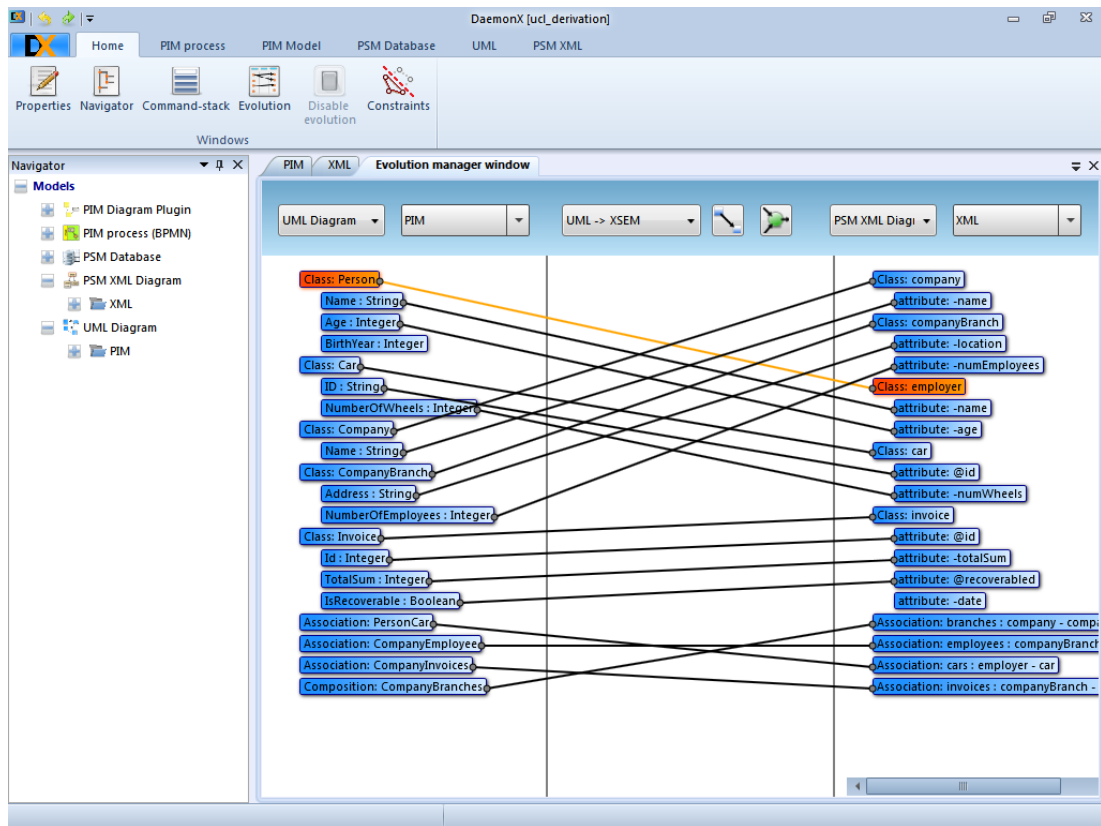 DaemonX [ucl_derivation]
DX Home PIM process PIM Model PSM Database UML PSM XML
Properties Navigator Command-stack Evolution Disable evolution Constraints
Windows
Navigator
PIM XML Evolution manager window
Models
PIM Diagram Plugin
PIM process (BPMN)
PSM Database
PSM XML Diagram
XML
UML Diagram
PIM
UML Diagram PIM UML -> XSEM PSM XML Diagr XML
Class: Person
Name : String
Age : Integer
BirthYear : Integer
Class: Car
ID : String
NumberOfWheels : Integer
Class: Company
Name : String
Class: CompanyBranch
Address : String
NumberOfEmployees : Integer
Class: Invoice
Id : Integer
TotalSum : Integer
IsRecoverable : Boolean
Association: PersonCar
Association: CompanyEmployee
Association: CompanyInvoices
Composition: CompanyBranches
Class: company
attribute: -name
Class: companyBranch
attribute: -location
attribute: -numEmployees
Class: employer
attribute: -name
attribute: -age
Class: car
attribute: @id
attribute: -numWheels
Class: invoice
attribute: @id
attribute: -totalSum
attribute: @recoverabled
attribute: -date
Association: branches : company - compa
Association: employees : companyBranch
Association: cars : employer - car
Association: invoices : companyBranch -